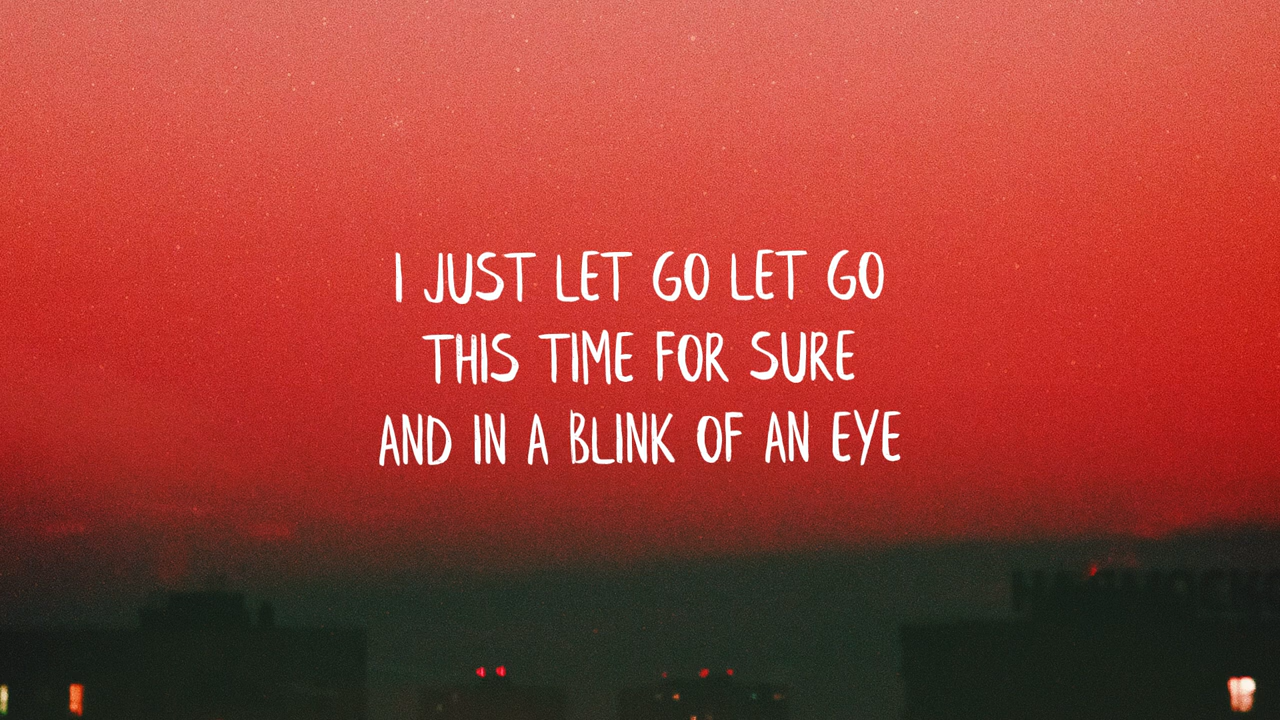 I JUST LET GO LET GO
THIS TIME FOR SURE
AND IN A BLINK OF AN EYE